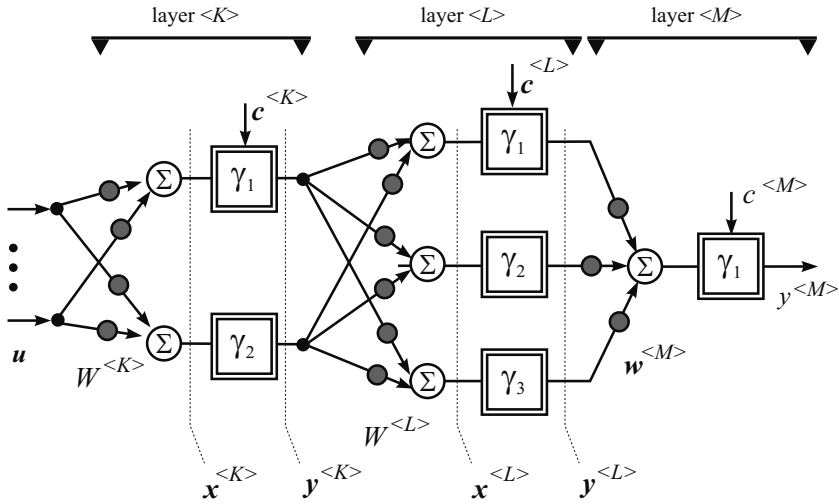 layer <K>
layer <L>
layer <M>
c<K>
c<L>
c<M>
Σ
γ1
Σ
γ1
Σ
γ2
Σ
γ1
y<M>
u
W<K>
Σ
γ2
w<M>
Σ
γ3
W<L>
x<K>
y<K>
x<L>
y<L>